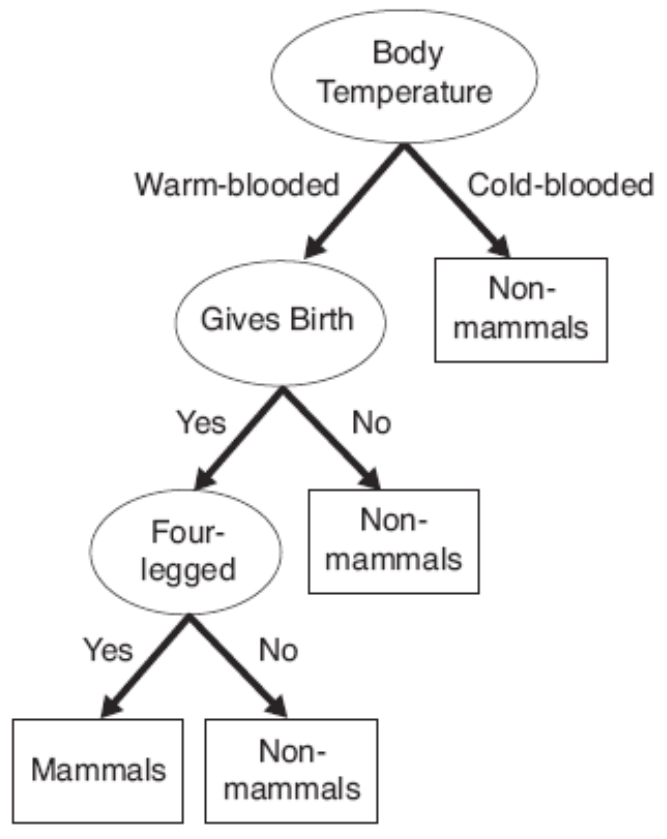 Body
Temperature
Warm-blooded
Cold-blooded
Gives Birth
Non-
mammals
Yes
No
Four-
legged
Non-
mammals
Yes
No
Mammals
Non-
mammals